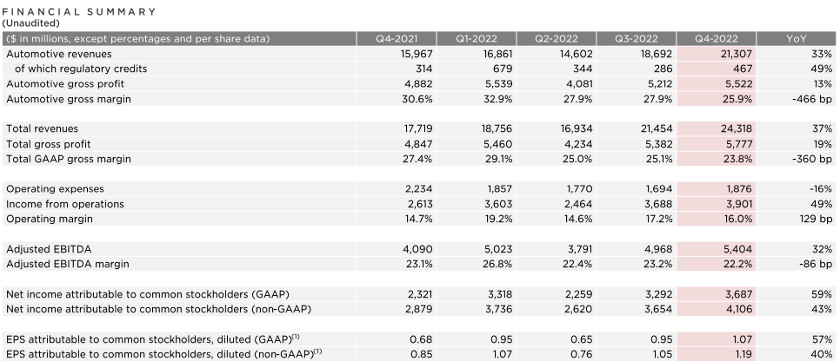 FINANCIAL SUMMARY
(Unaudited)
($ in millions, except percentages and per share data) Q4-2021 Q1-2022 Q2-2022 Q3-2022 Q4-2022 YoY
Automotive revenues 15,967 16,861 14,602 18,692 21,307 33%
of which regulatory credits 314 679 344 286 467 49%
Automotive gross profit 4,882 5,539 4,081 5,212 5,522 13%
Automotive gross margin 30.6% 32.9% 27.9% 27.9% 25.9% -466 bp
Total revenues 17,719 18,756 16,934 21,454 24,318 37%
Total gross profit 4,847 5,460 4,234 5,382 5,777 19%
Total GAAP gross margin 27.4% 29.1% 25.0% 25.1% 23.8% -360 bp
Operating expenses 2,234 1,857 1,770 1,694 1,876 -16%
Income from operations 2,613 3,603 2,464 3,688 3,901 49%
Operating margin 14.7% 19.2% 14.6% 17.2% 16.0% 129 bp
Adjusted EBITDA 4,090 5,023 3,791 4,968 5,404 32%
Adjusted EBITDA margin 23.1% 26.8% 22.4% 23.2% 22.2% -86 bp
Net income attributable to common stockholders (GAAP) 2,321 3,318 2,259 3,292 3,687 59%
Net income attributable to common stockholders (non-GAAP) 2,879 3,736 2,620 3,654 4,106 43%
EPS attributable to common stockholders, diluted (GAAP)(1) 0.68 0.95 0.65 0.95 1.07 57%
EPS attributable to common stockholders, diluted (non-GAAP)(1) 0.85 1.07 0.76 1.05 1.19 40%